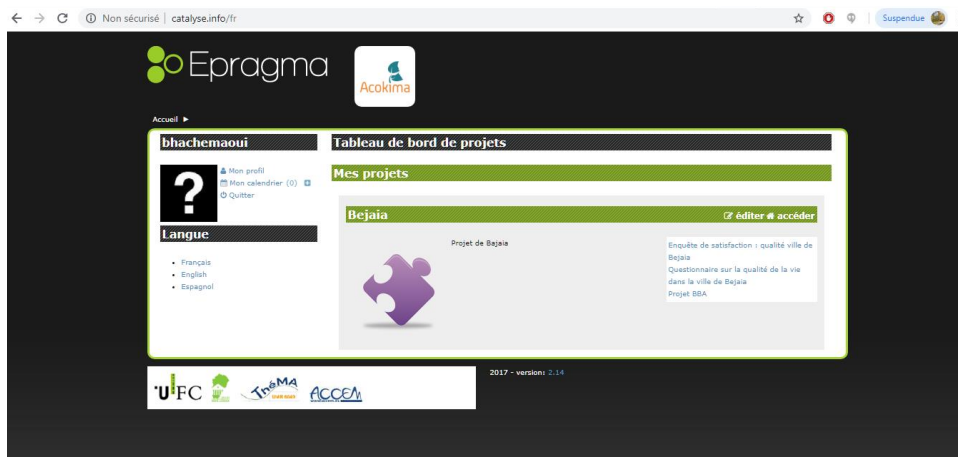 Non sécurisé | catalyse.info/fr
Suspendue
Epragma
Acokima
Accueil ►
bhachemaoui
Mon profil
Mon calendrier (0)
Quitter
Langue
Français
English
Espagnol
Tableau de bord de projets
Mes projets
Bejaia
éditer accéder
Projet de Bajaia
Enquête de satisfaction : qualité ville de
Bejaia
Questionnaire sur la qualité de la vie
dans la ville de Bejaia
Projet BBA
UFC
ThéMA
ACCEM
2017 - version: 2.14